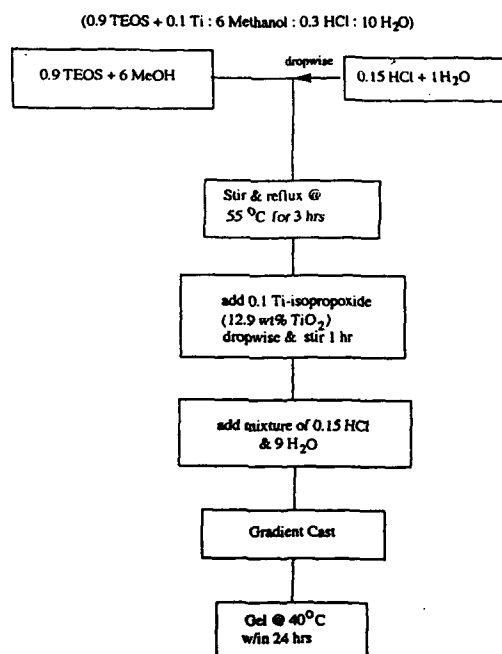 (0.9 TEOS + 0.1 Ti : 6 Methanol : 0.3 HCl : 10 H₂O)
dropwise
0.9 TEOS + 6 MeOH
0.15 HCl + 1 H₂O
Stir & reflux @
55 °C for 3 hrs
add 0.1 Ti-isopropoxide
(12.9 wt% TiO₂)
dropwise & stir 1 hr
add mixture of 0.15 HCl
& 9 H₂O
Gradient Cast
Gel @ 40°C
w/in 24 hrs